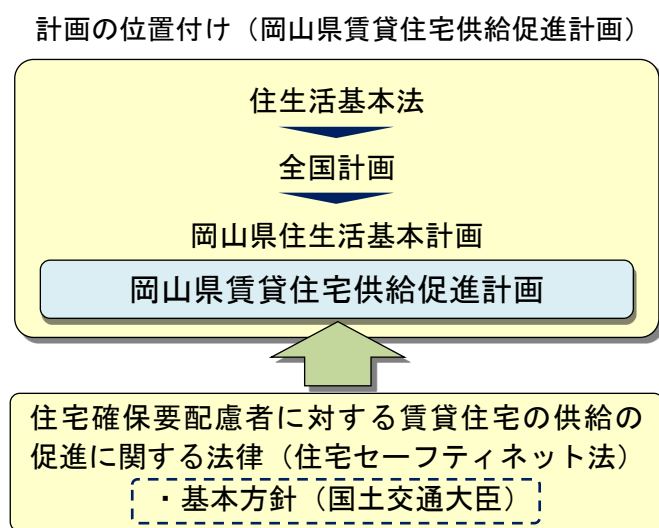 計画の位置付け（岡山県賃貸住宅供給促進計画）
住生活基本法
全国計画
岡山県住生活基本計画
岡山県賃貸住宅供給促進計画
住宅確保要配慮者に対する賃貸住宅の供給の
促進に関する法律（住宅セーフティネット法）
・基本方針（国土交通大臣）